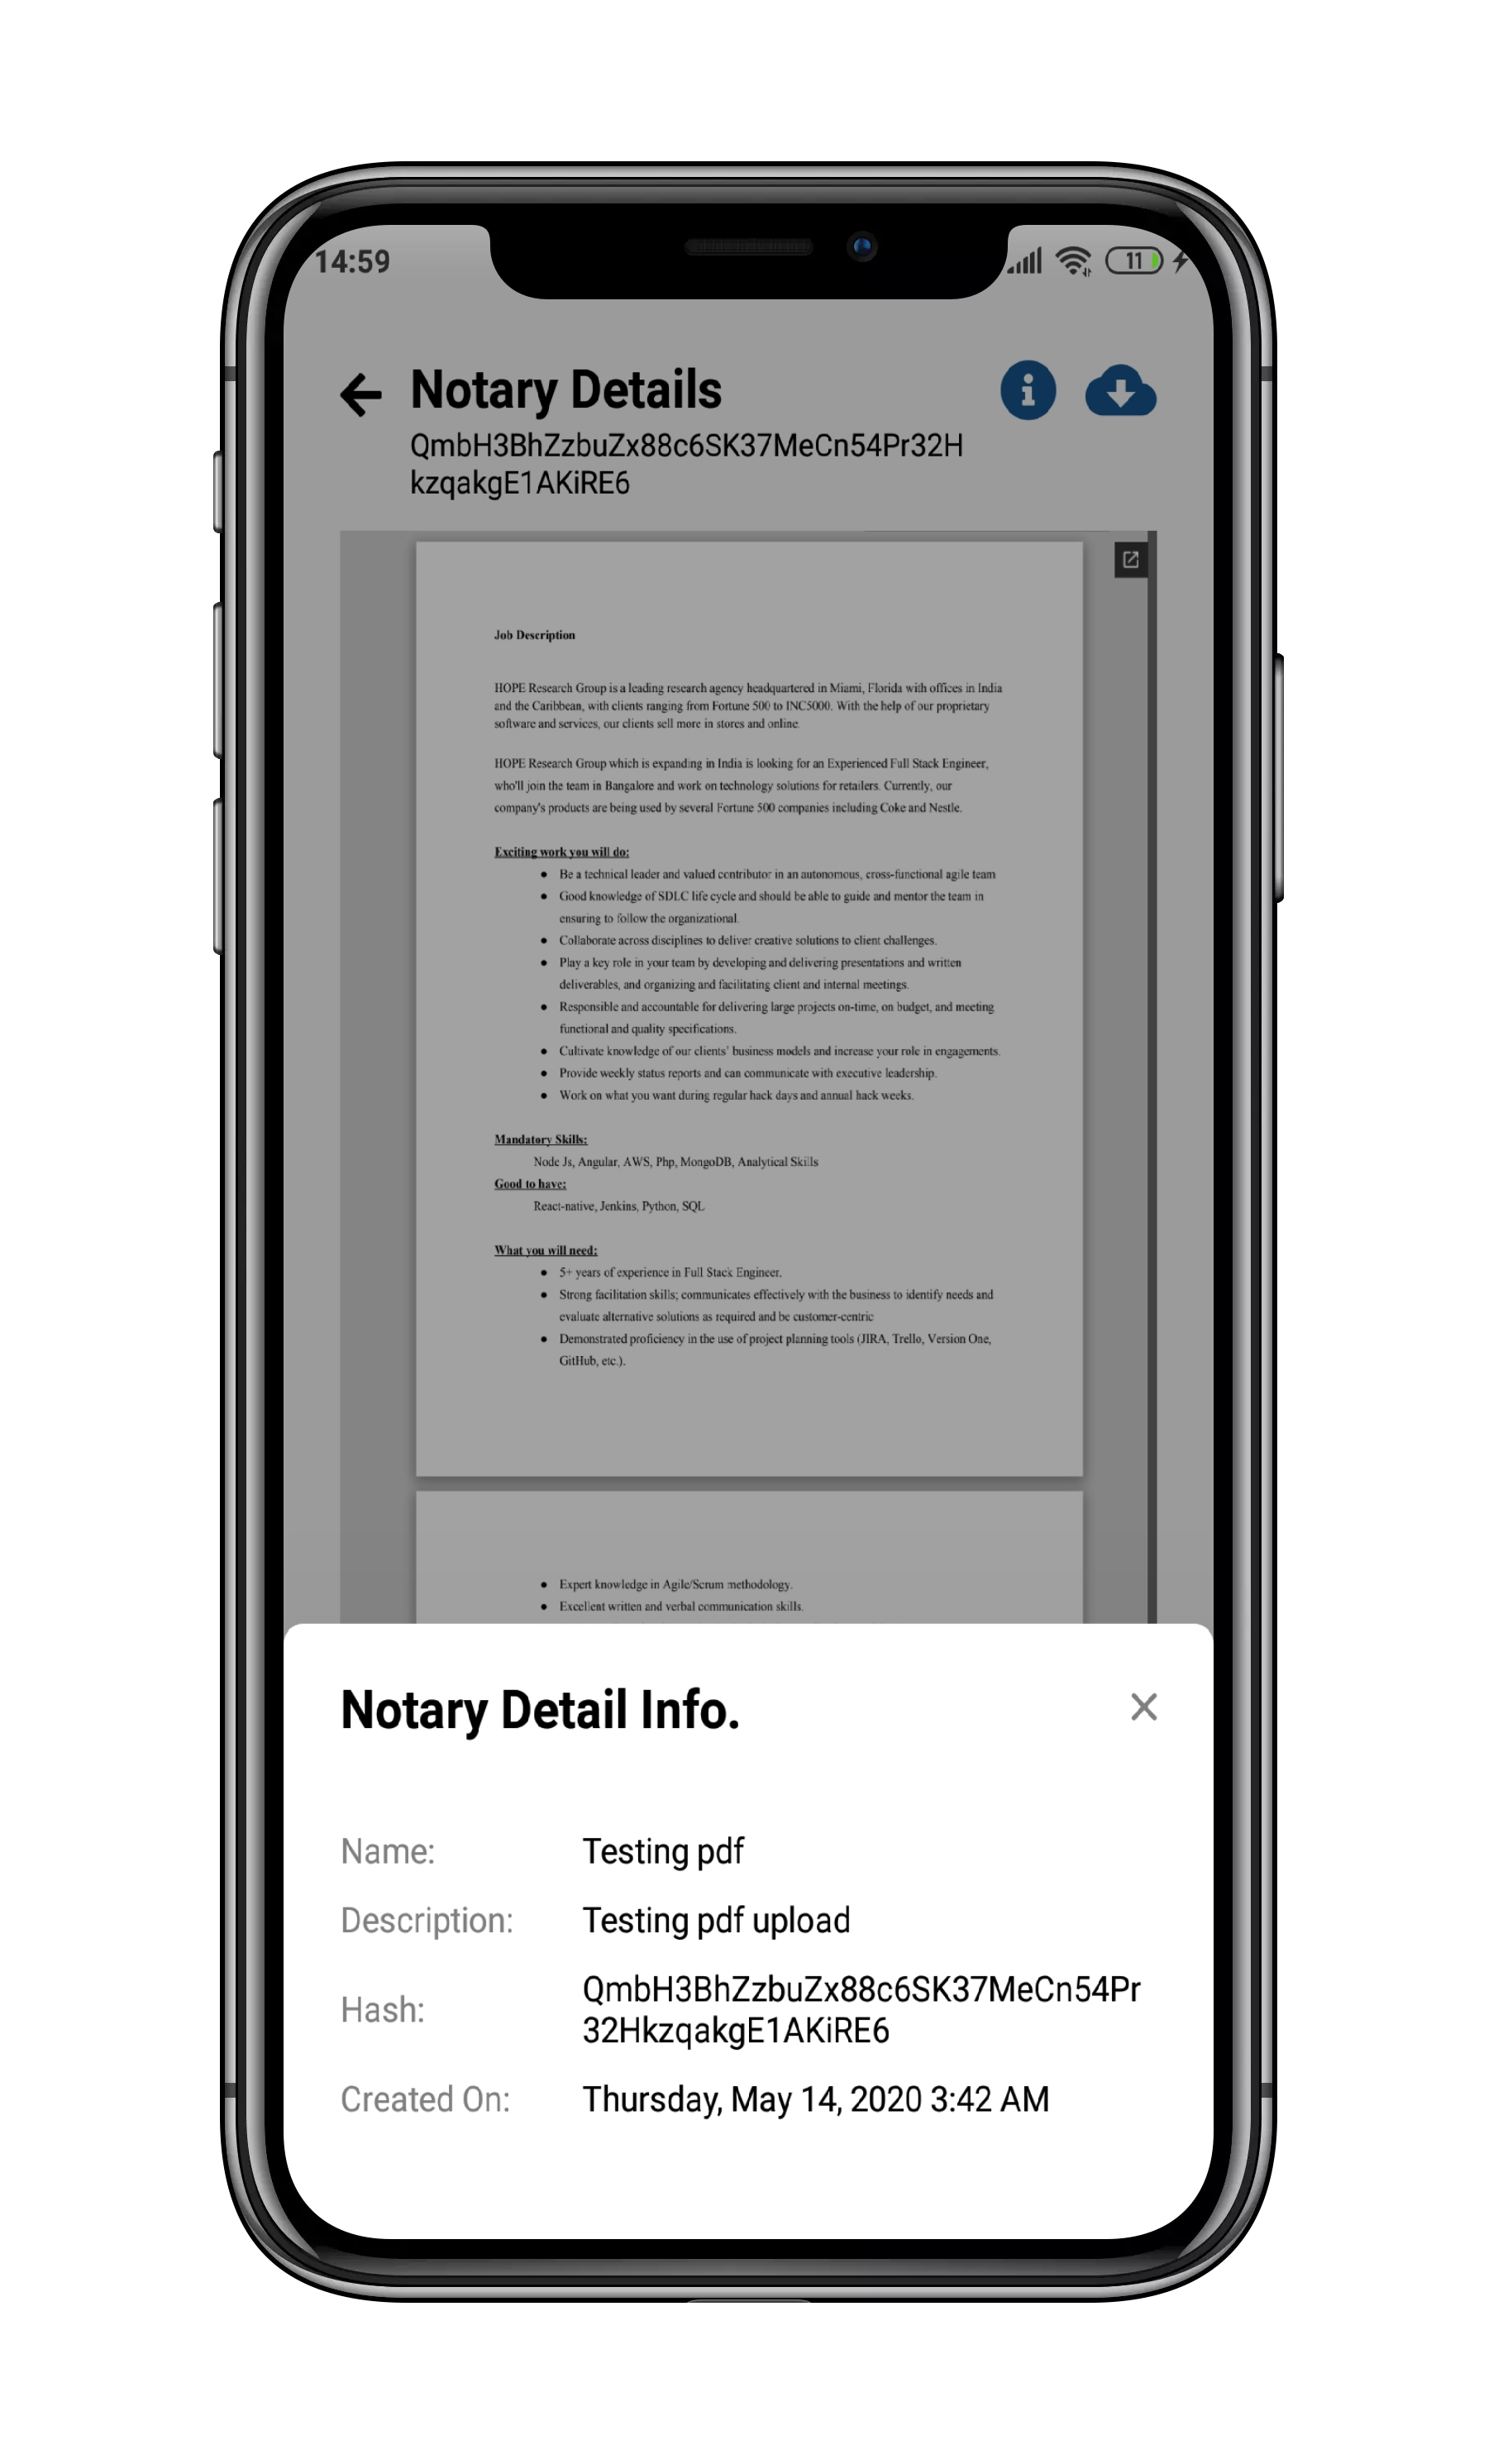 14:59
11
Notary Details
QmbH3BhZzbuZx88c6SK37MeCn54Pr32H
kzqakgE1AKiRE6
Job Description
HOPE Research Group is a leading research agency headquartered in Miami, Florida with offices in India
and the Caribbean, with clients ranging from Fortune 500 to INC5000. With the help of our proprietary
software and services, our clients sell more in stores and online.
HOPE Research Group which is expanding in India is looking for an Experienced Full Stack Engineer,
who'll join the team in Bangalore and work on technology solutions for retailers. Currently, our
company's products are being used by several Fortune 500 companies including Coke and Nestle.
Exciting work you will do:
● Be a technical leader and valued contributor in an autonomous, cross-functional agile team
● Good knowledge of SDLC life cycle and should be able to guide and mentor the team in
ensuring to follow the organizational.
● Collaborate across disciplines to deliver creative solutions to client challenges.
● Play a key role in your team by developing and delivering presentations and written
deliverables, and organizing and facilitating client and internal meetings.
● Responsible and accountable for delivering large projects on-time, on budget, and meeting
functional and quality specifications.
● Cultivate knowledge of our clients' business models and increase your role in engagements.
● Provide weekly status reports and can communicate with executive leadership.
● Work on what you want during regular hack days and annual hack weeks.
Mandatory Skills:
Node Js, Angular, AWS, Php, MongoDB, Analytical Skills
Good to have:
React-native, Jenkins, Python, SQL
What you will need:
● 5+ years of experience in Full Stack Engineer.
● Strong facilitation skills; communicates effectively with the business to identify needs and
evaluate alternative solutions as required and be customer-centric
● Demonstrated proficiency in the use of project planning tools (JIRA, Trello, Version One,
GitHub, etc.).
● Expert knowledge in Agile/Scrum methodology.
● Excellent written and verbal communication skills.
Notary Detail Info.
Name: Testing pdf
Description: Testing pdf upload
Hash: QmbH3BhZzbuZx88c6SK37MeCn54Pr
32HkzqakgE1AKiRE6
Created On: Thursday, May 14, 2020 3:42 AM